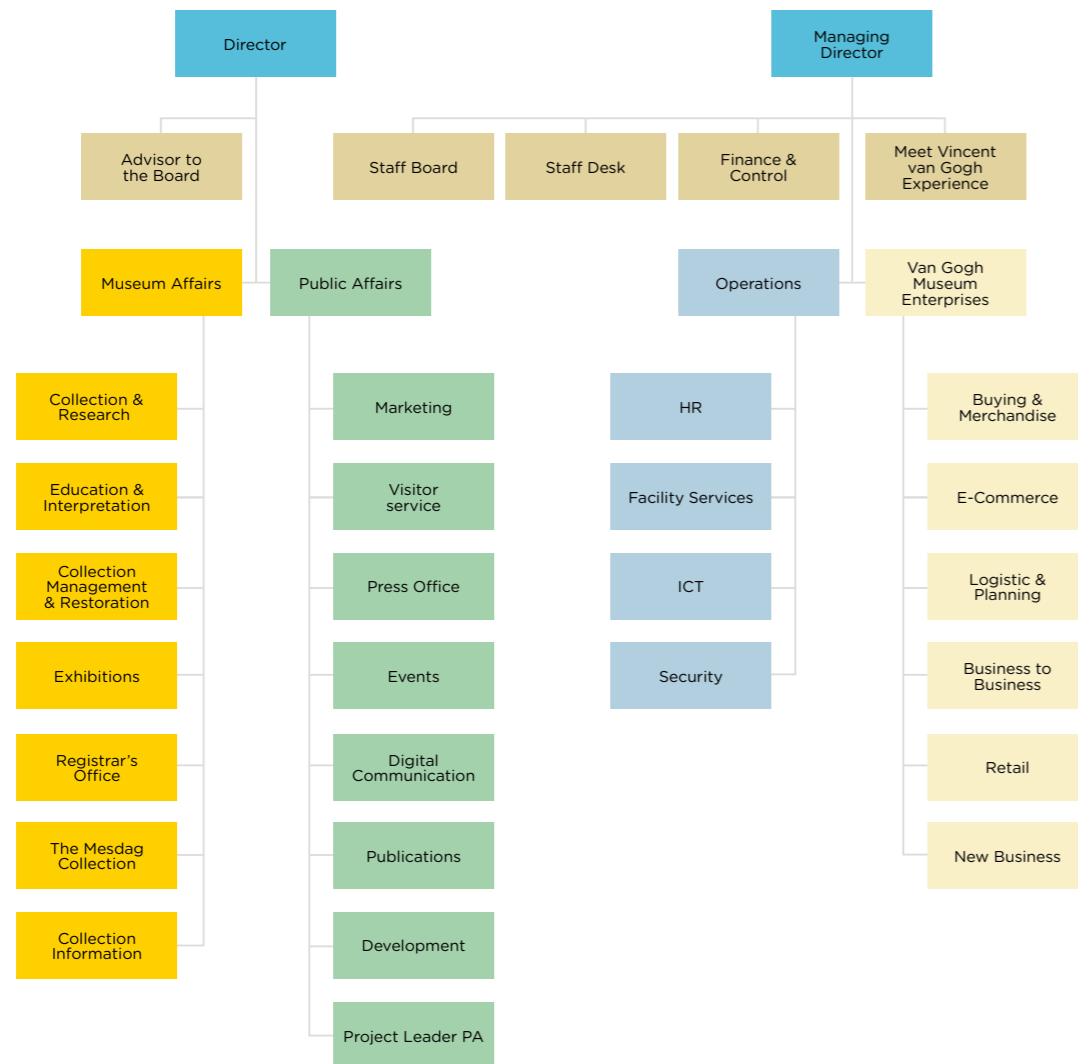 Director
Managing
Director
Advisor to
the Board
Staff Board
Staff Desk
Finance &
Control
Meet Vincent
van Gogh
Experience
Museum Affairs
Public Affairs
Operations
Van Gogh
Museum
Enterprises
Collection &
Research
Education &
Interpretation
Collection
Management
& Restoration
Exhibitions
Registrar’s
Office
The Mesdag
Collection
Collection
Information
Marketing
Visitor
service
Press Office
Events
Digital
Communication
Publications
Development
Project Leader PA
HR
Facility Services
ICT
Security
Buying &
Merchandise
E-Commerce
Logistic &
Planning
Business to
Business
Retail
New Business